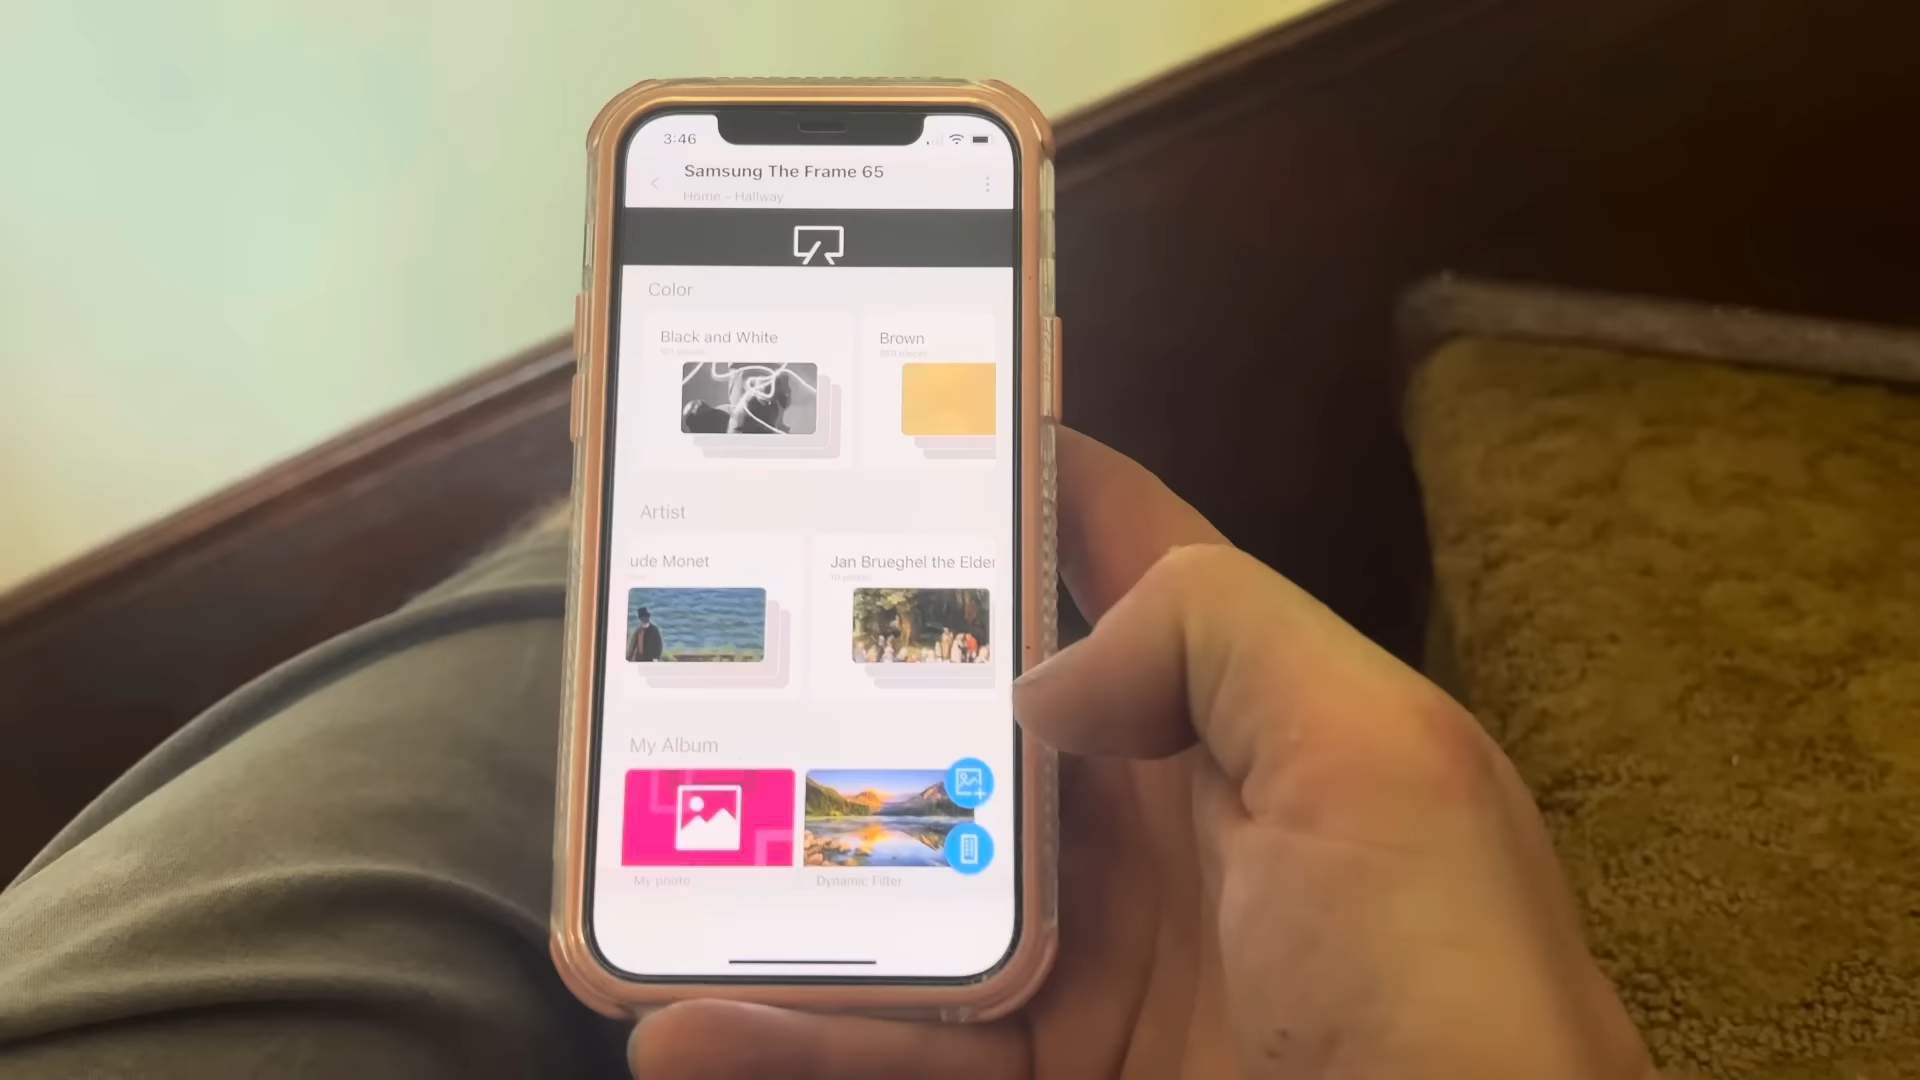 3:46
Samsung The Frame 65
Home - Hallway
Color
Black and White
Brown
Artist
ude Monet
Jan Brueghel the Elder
My Album
My photo
Dynamic Filter